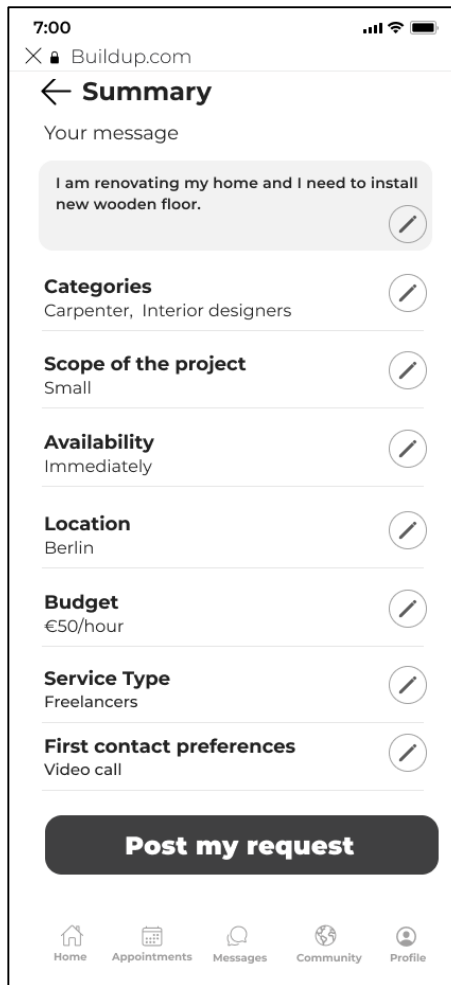 7:00
Buildup.com
Summary
Your message
I am renovating my home and I need to install
new wooden floor.
Categories
Carpenter, Interior designers
Scope of the project
Small
Availability
Immediately
Location
Berlin
Budget
€50/hour
Service Type
Freelancers
First contact preferences
Video call
Post my request
Home Appointments Messages Community Profile